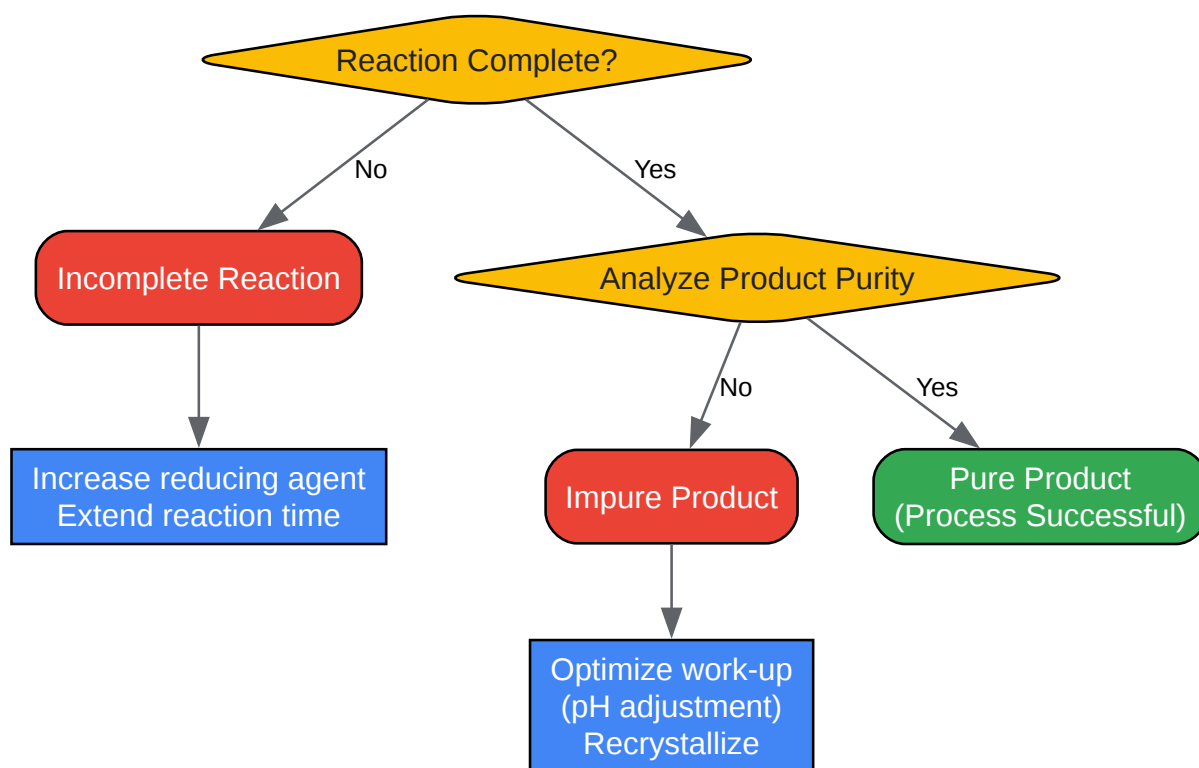 Reaction Complete?
No
Yes
Incomplete Reaction
Analyze Product Purity
No
Yes
Increase reducing agent
Extend reaction time
Impure Product
Pure Product
(Process Successful)
Optimize work-up
(pH adjustment)
Recrystallize